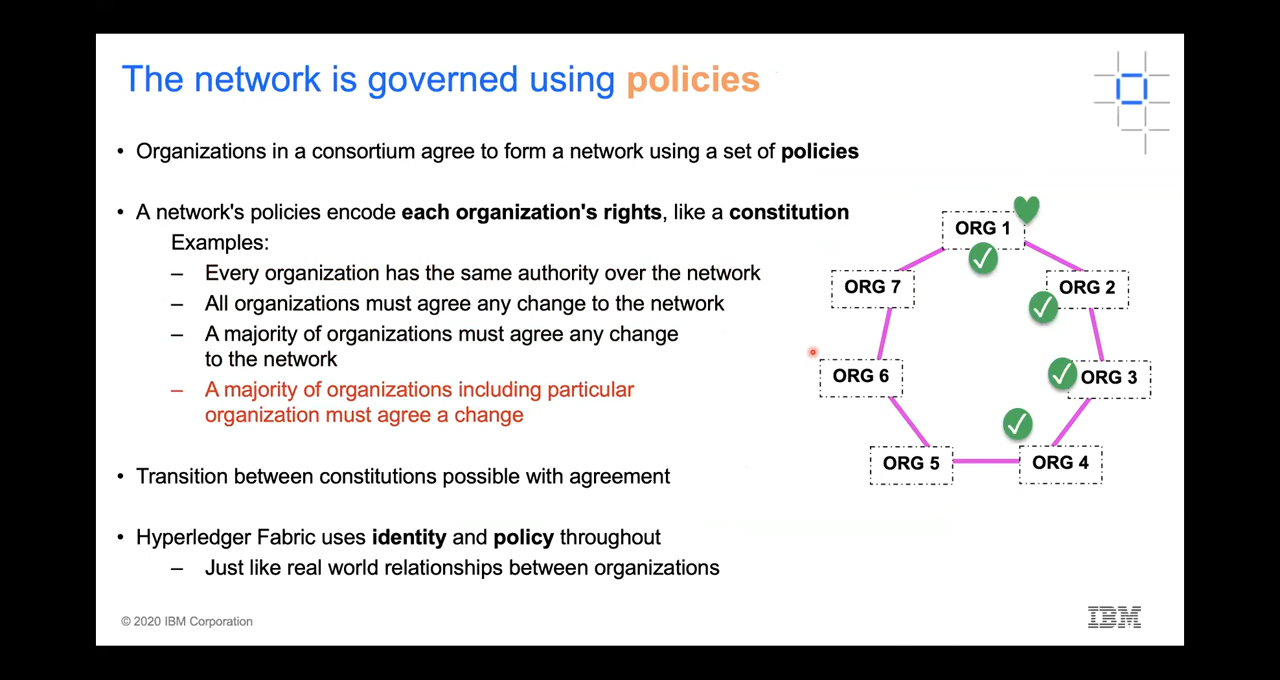 The network is governed using policies
• Organizations in a consortium agree to form a network using a set of policies
• A network's policies encode each organization's rights, like a constitution
Examples:
– Every organization has the same authority over the network
– All organizations must agree any change to the network
– A majority of organizations must agree any change
to the network
– A majority of organizations including particular
organization must agree a change
• Transition between constitutions possible with agreement
• Hyperledger Fabric uses identity and policy throughout
– Just like real world relationships between organizations
ORG 1
ORG 7
ORG 2
ORG 6
ORG 3
ORG 5
ORG 4
© 2020 IBM Corporation
IBM